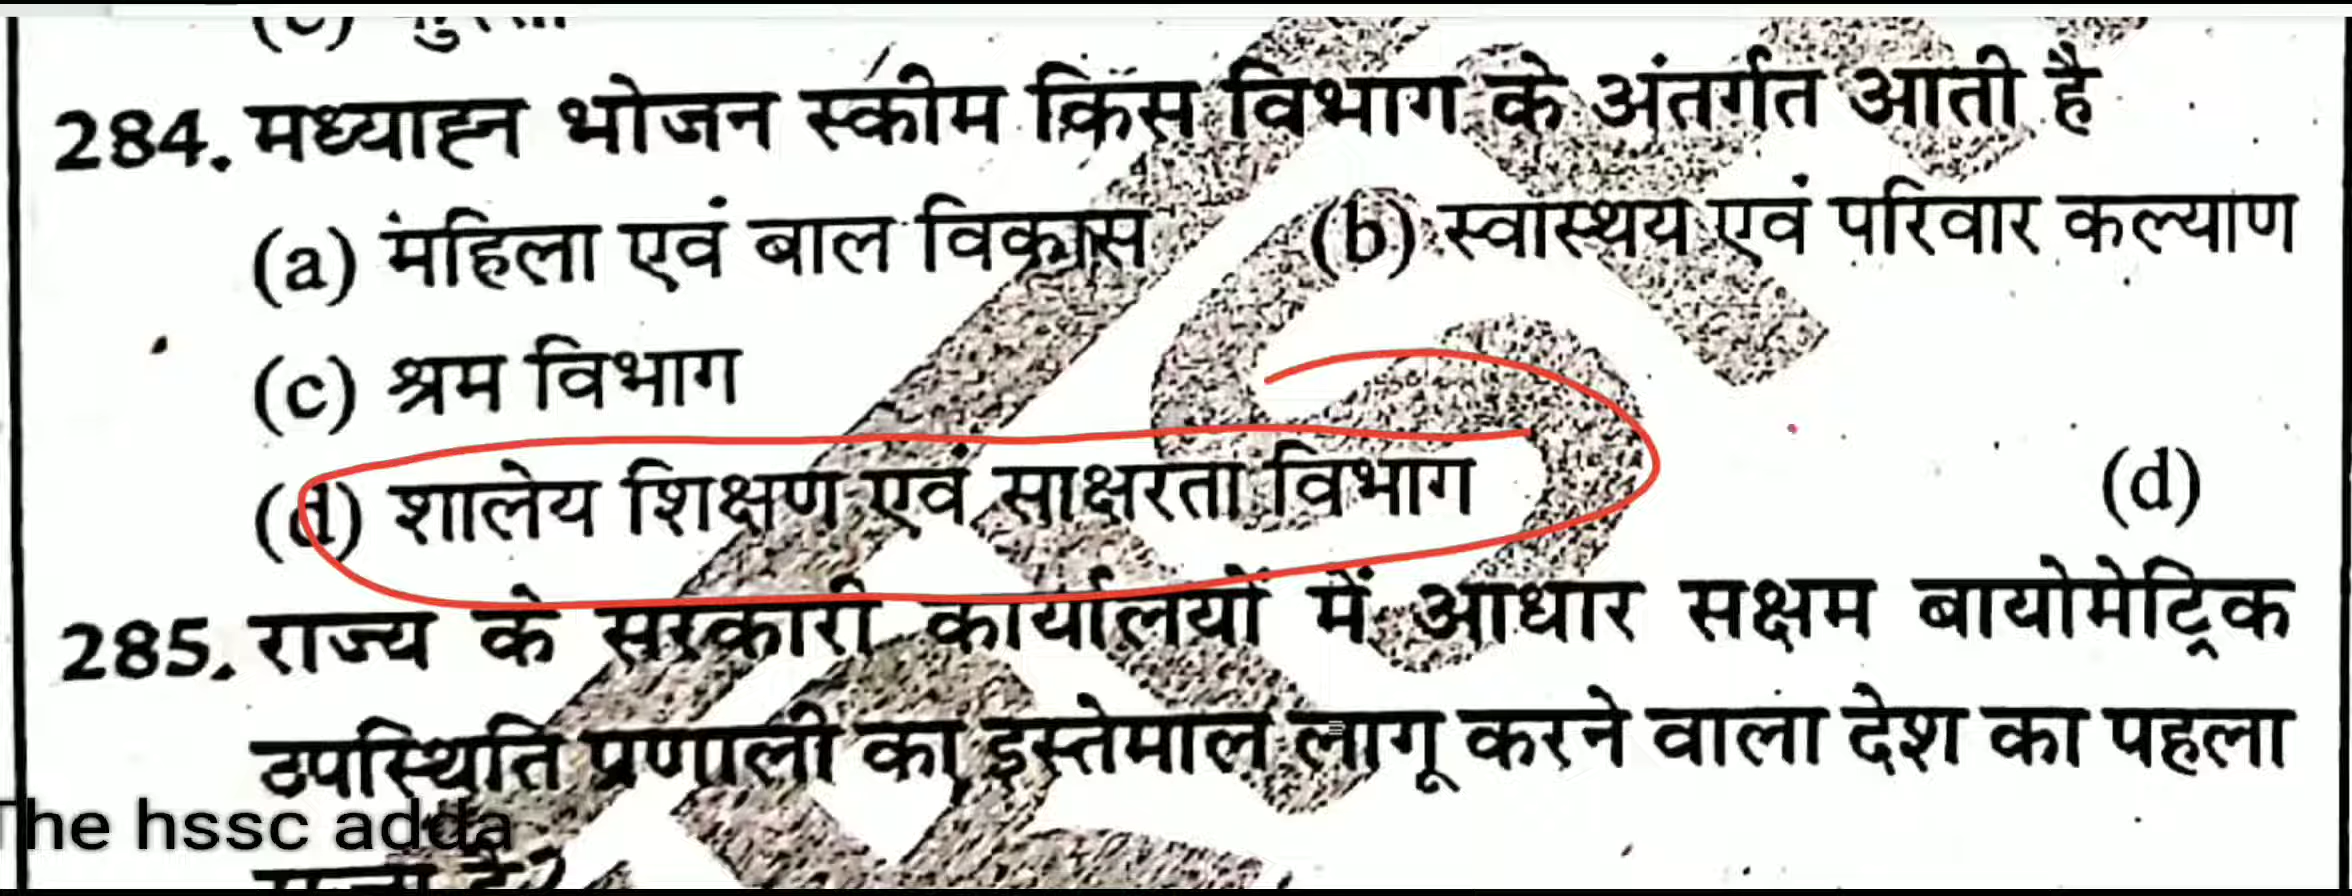 284. मध्याह्न भोजन स्कीम किस विभाग के अंतर्गत आती है
(a) महिला एवं बाल विकास (b) स्वास्थय एवं परिवार कल्याण
(c) श्रम विभाग
(d) शालेय शिक्षण एवं साक्षरता विभाग (d)
285. राज्य के सरकारी कार्यालयों में आधार सक्षम बायोमेट्रिक
उपस्थिति प्रणाली का इस्तेमाल लागू करने वाला देश का पहला
The hssc adda